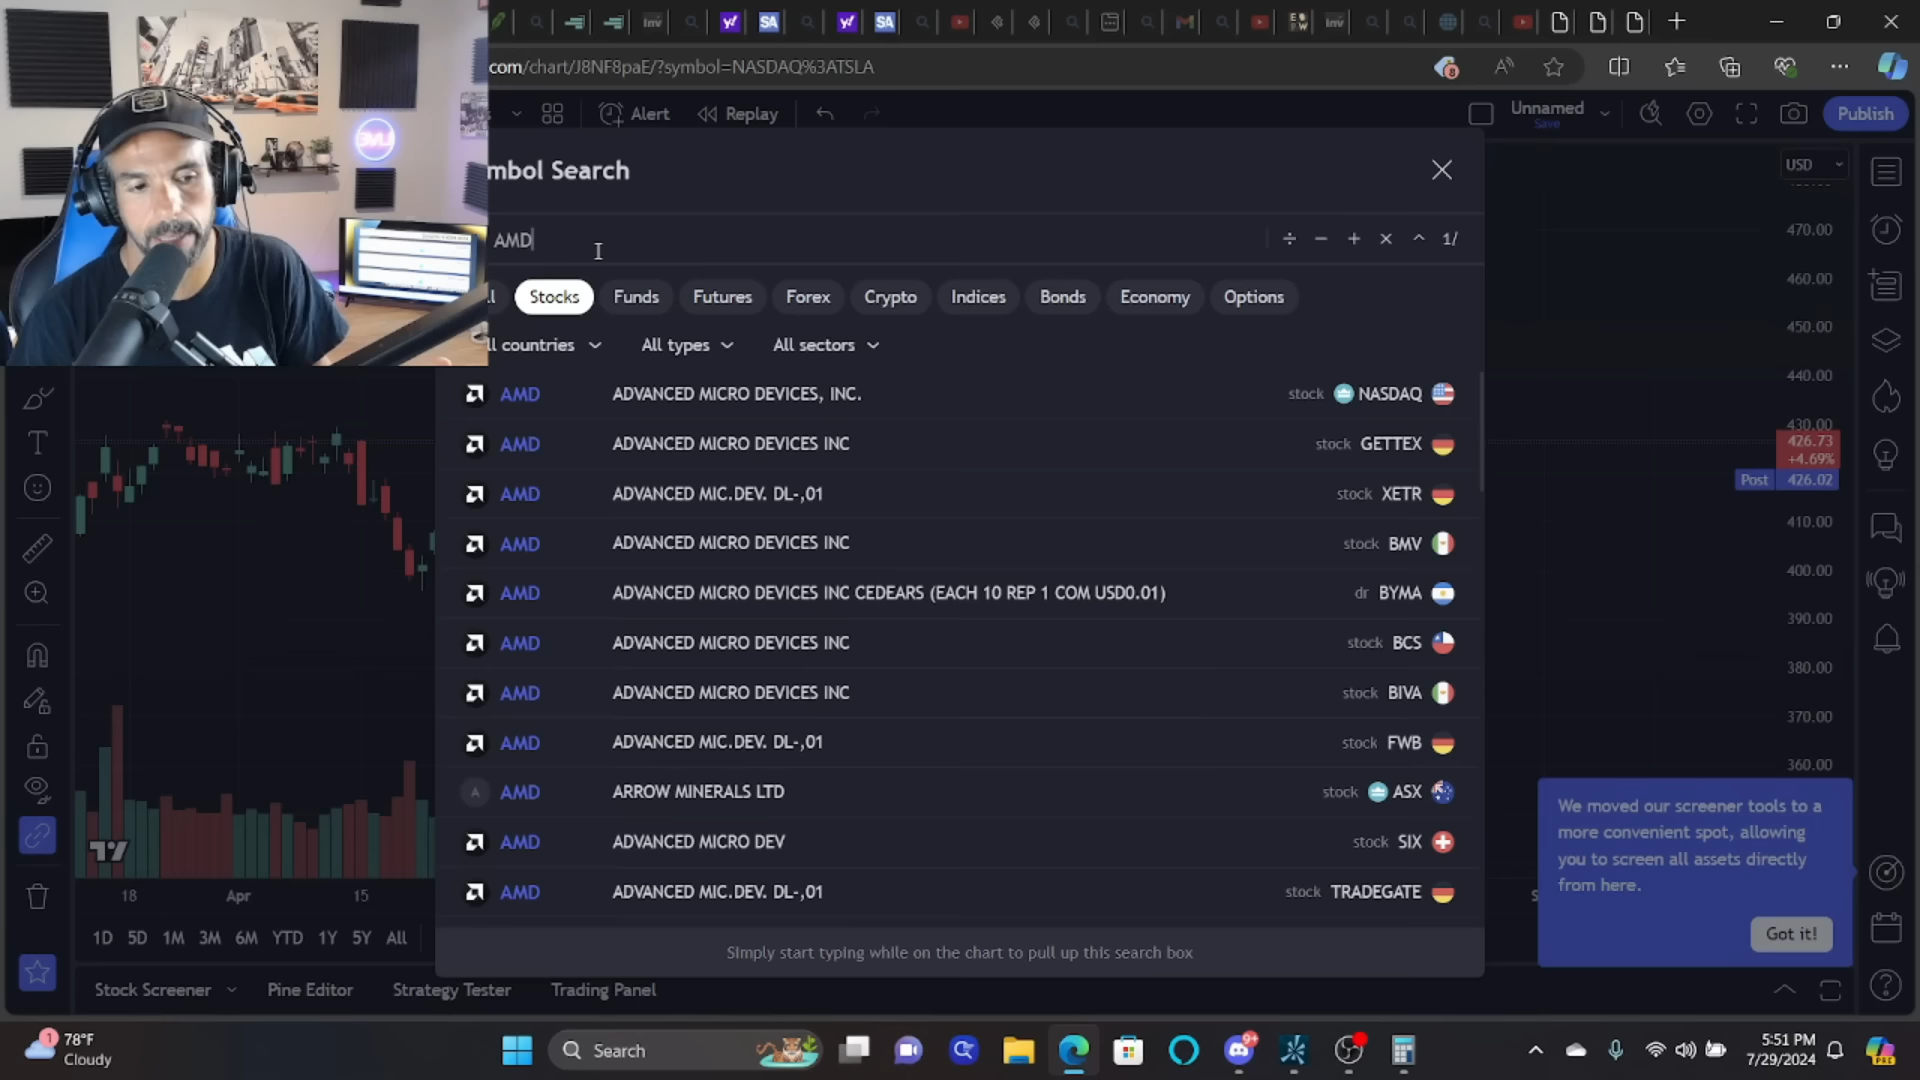 com/chart/J8NF8paE/?symbol=NASDAQ%3ATSLA
Alert
Replay
Unnamed
Save
Publish
mbol Search
USD
AMD
1/
Stocks
Funds
Futures
Forex
Crypto
Indices
Bonds
Economy
Options
ll countries
All types
All sectors
AMD ADVANCED MICRO DEVICES, INC. stock NASDAQ
AMD ADVANCED MICRO DEVICES INC stock GETTEX
AMD ADVANCED MIC.DEV. DL-,01 stock XETR
AMD ADVANCED MICRO DEVICES INC stock BMV
AMD ADVANCED MICRO DEVICES INC CEDEARS (EACH 10 REP 1 COM USD0.01) dr BYMA
AMD ADVANCED MICRO DEVICES INC stock BCS
AMD ADVANCED MICRO DEVICES INC stock BIVA
AMD ADVANCED MIC.DEV. DL-,01 stock FWB
A AMD ARROW MINERALS LTD stock ASX
AMD ADVANCED MICRO DEV stock SIX
AMD ADVANCED MIC.DEV. DL-,01 stock TRADEGATE
Simply start typing while on the chart to pull up this search box
470.00
460.00
450.00
440.00
430.00
426.73
+4.69%
Post 426.02
410.00
400.00
390.00
380.00
370.00
360.00
We moved our screener tools to a
more convenient spot, allowing
you to screen all assets directly
from here.
Got it!
18
Apr
15
1D
5D
1M
3M
6M
YTD
1Y
5Y
All
Stock Screener
Pine Editor
Strategy Tester
Trading Panel
1
78°F
Cloudy
Search
9+
5:51 PM
7/29/2024